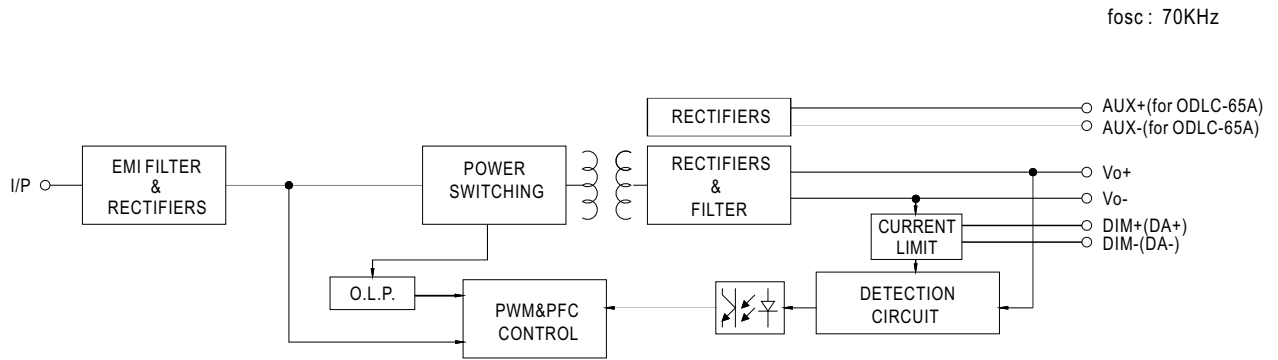 fosc : 70KHz
RECTIFIERS
AUX+(for ODLC-65A)
AUX-(for ODLC-65A)
I/P
EMI FILTER
&
RECTIFIERS
POWER
SWITCHING
RECTIFIERS
&
FILTER
Vo+
Vo-
CURRENT
LIMIT
DIM+(DA+)
DIM-(DA-)
O.L.P.
PWM&PFC
CONTROL
DETECTION
CIRCUIT